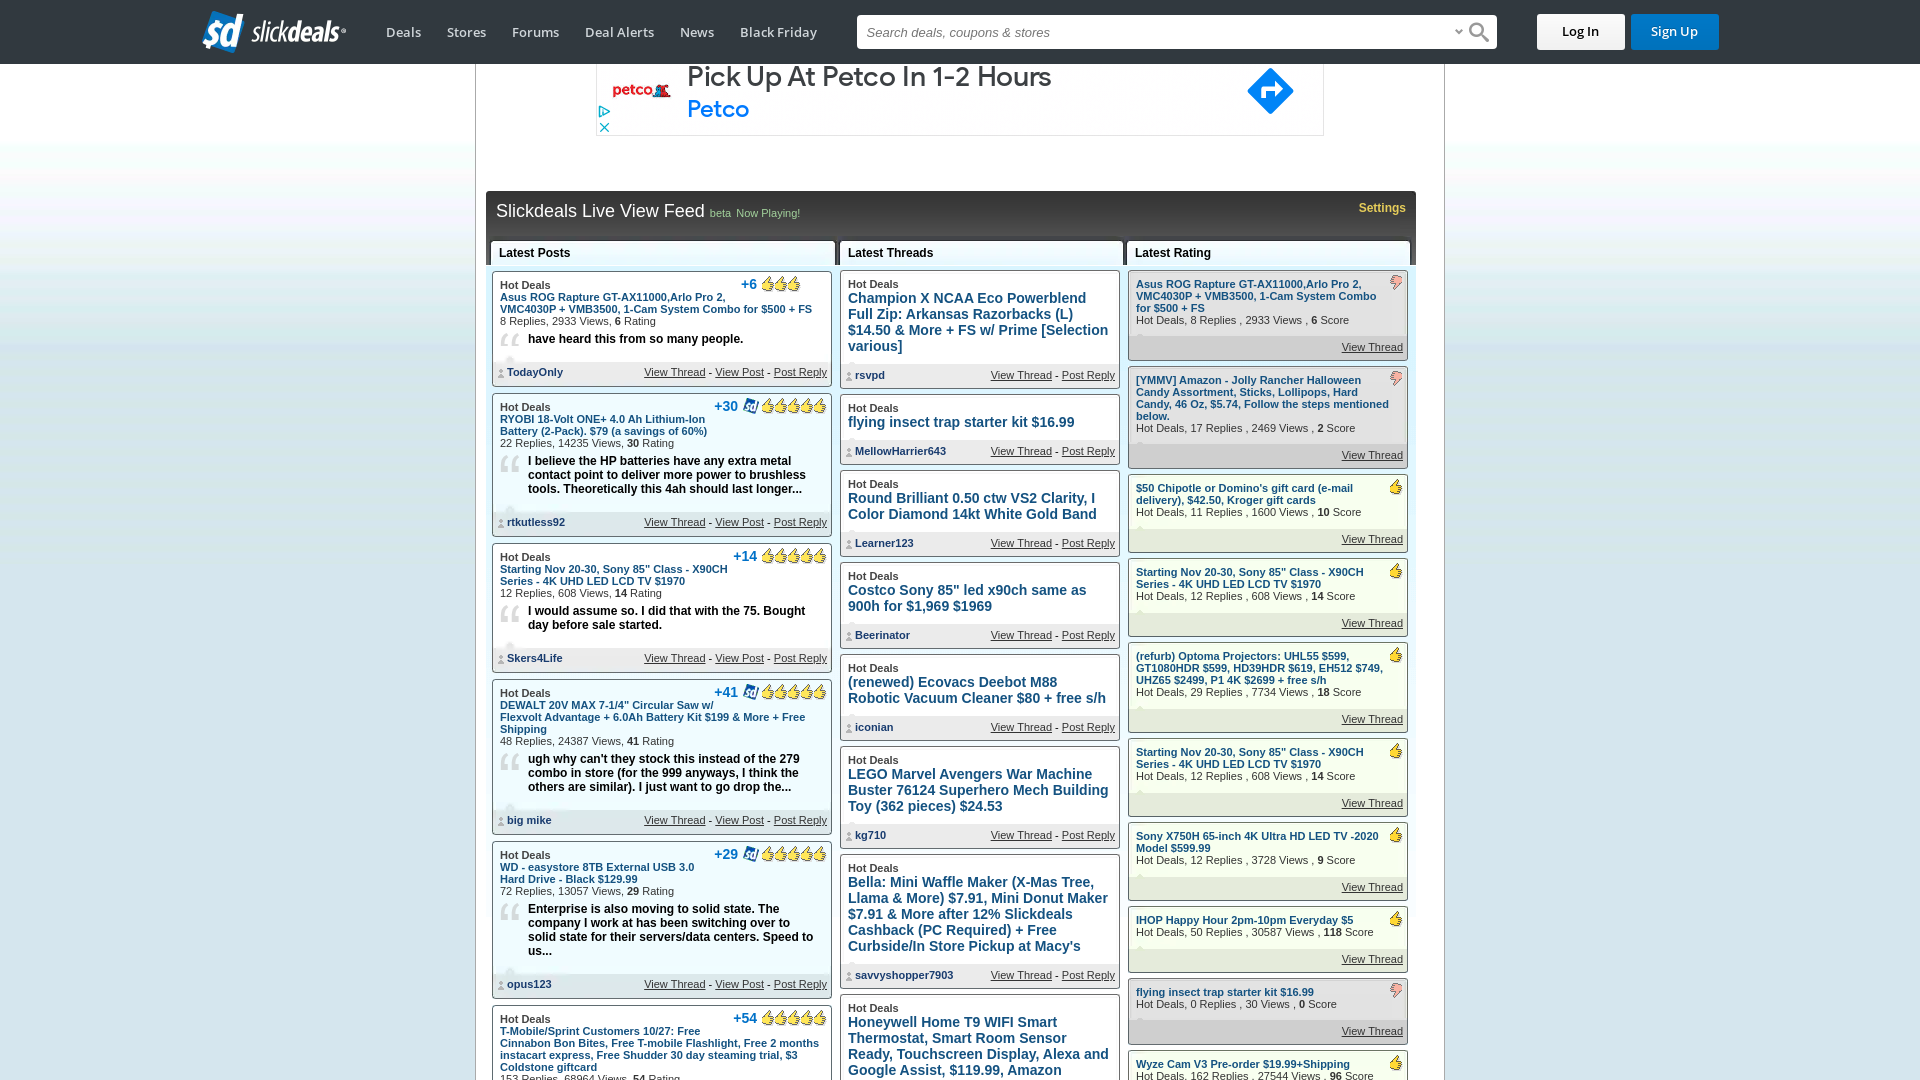 sd slickdeals
Deals
Stores
Forums
Deal Alerts
News
Black Friday
Search deals, coupons & stores
Log In
Sign Up
petco
Pick Up At Petco In 1-2 Hours
Petco
Slickdeals Live View Feed beta Now Playing!
Settings
Latest Posts
Hot Deals
+6
Asus ROG Rapture GT-AX11000,Arlo Pro 2,
VMC4030P + VMB3500, 1-Cam System Combo for $500 + FS
8 Replies, 2933 Views, 6 Rating
have heard this from so many people.
TodayOnly
View Thread - View Post - Post Reply
Hot Deals
+30
RYOBI 18-Volt ONE+ 4.0 Ah Lithium-Ion
Battery (2-Pack). $79 (a savings of 60%)
22 Replies, 14235 Views, 30 Rating
I believe the HP batteries have any extra metal
contact point to deliver more power to brushless
tools. Theoretically this 4ah should last longer...
rtkutless92
View Thread - View Post - Post Reply
Hot Deals
+14
Starting Nov 20-30, Sony 85" Class - X90CH
Series - 4K UHD LED LCD TV $1970
12 Replies, 608 Views, 14 Rating
I would assume so. I did that with the 75. Bought
day before sale started.
Skers4Life
View Thread - View Post - Post Reply
Hot Deals
+41
DEWALT 20V MAX 7-1/4" Circular Saw w/
Flexvolt Advantage + 6.0Ah Battery Kit $199 & More + Free
Shipping
48 Replies, 24387 Views, 41 Rating
ugh why can't they stock this instead of the 279
combo in store (for the 999 anyways, I think the
others are similar). I just want to go drop the...
big mike
View Thread - View Post - Post Reply
Hot Deals
+29
WD - easystore 8TB External USB 3.0
Hard Drive - Black $129.99
72 Replies, 13057 Views, 29 Rating
Enterprise is also moving to solid state. The
company I work at has been switching over to
solid state for their servers/data centers. Speed to
us...
opus123
View Thread - View Post - Post Reply
Hot Deals
+54
T-Mobile/Sprint Customers 10/27: Free
Cinnabon Bon Bites, Free T-mobile Flashlight, Free 2 months
instacart express, Free Shudder 30 day steaming trial, $3
Coldstone giftcard
153 Replies, 68964 Views, 54 Rating
Latest Threads
Hot Deals
Champion X NCAA Eco Powerblend
Full Zip: Arkansas Razorbacks (L)
$14.50 & More + FS w/ Prime [Selection
various]
rsvpd
View Thread - Post Reply
Hot Deals
flying insect trap starter kit $16.99
MellowHarrier643
View Thread - Post Reply
Hot Deals
Round Brilliant 0.50 ctw VS2 Clarity, I
Color Diamond 14kt White Gold Band
Learner123
View Thread - Post Reply
Hot Deals
Costco Sony 85" led x90ch same as
900h for $1,969 $1969
Beerinator
View Thread - Post Reply
Hot Deals
(renewed) Ecovacs Deebot M88
Robotic Vacuum Cleaner $80 + free s/h
iconian
View Thread - Post Reply
Hot Deals
LEGO Marvel Avengers War Machine
Buster 76124 Superhero Mech Building
Toy (362 pieces) $24.53
kg710
View Thread - Post Reply
Hot Deals
Bella: Mini Waffle Maker (X-Mas Tree,
Llama & More) $7.91, Mini Donut Maker
$7.91 & More after 12% Slickdeals
Cashback (PC Required) + Free
Curbside/In Store Pickup at Macy's
savvyshopper7903
View Thread - Post Reply
Hot Deals
Honeywell Home T9 WIFI Smart
Thermostat, Smart Room Sensor
Ready, Touchscreen Display, Alexa and
Google Assist, $119.99, Amazon
Latest Rating
Asus ROG Rapture GT-AX11000,Arlo Pro 2,
VMC4030P + VMB3500, 1-Cam System Combo
for $500 + FS
Hot Deals, 8 Replies , 2933 Views , 6 Score
View Thread
[YMMV] Amazon - Jolly Rancher Halloween
Candy Assortment, Sticks, Lollipops, Hard
Candy, 46 Oz, $5.74, Follow the steps mentioned
below.
Hot Deals, 17 Replies , 2469 Views , 2 Score
View Thread
$50 Chipotle or Domino's gift card (e-mail
delivery), $42.50, Kroger gift cards
Hot Deals, 11 Replies , 1600 Views , 10 Score
View Thread
Starting Nov 20-30, Sony 85" Class - X90CH
Series - 4K UHD LED LCD TV $1970
Hot Deals, 12 Replies , 608 Views , 14 Score
View Thread
(refurb) Optoma Projectors: UHL55 $599,
GT1080HDR $599, HD39HDR $619, EH512 $749,
UHZ65 $2499, P1 4K $2699 + free s/h
Hot Deals, 29 Replies , 7734 Views , 18 Score
View Thread
Starting Nov 20-30, Sony 85" Class - X90CH
Series - 4K UHD LED LCD TV $1970
Hot Deals, 12 Replies , 608 Views , 14 Score
View Thread
Sony X750H 65-inch 4K Ultra HD LED TV -2020
Model $599.99
Hot Deals, 12 Replies , 3728 Views , 9 Score
View Thread
IHOP Happy Hour 2pm-10pm Everyday $5
Hot Deals, 50 Replies , 30587 Views , 118 Score
View Thread
flying insect trap starter kit $16.99
Hot Deals, 0 Replies , 30 Views , 0 Score
View Thread
Wyze Cam V3 Pre-order $19.99+Shipping
Hot Deals, 162 Replies , 27544 Views , 96 Score